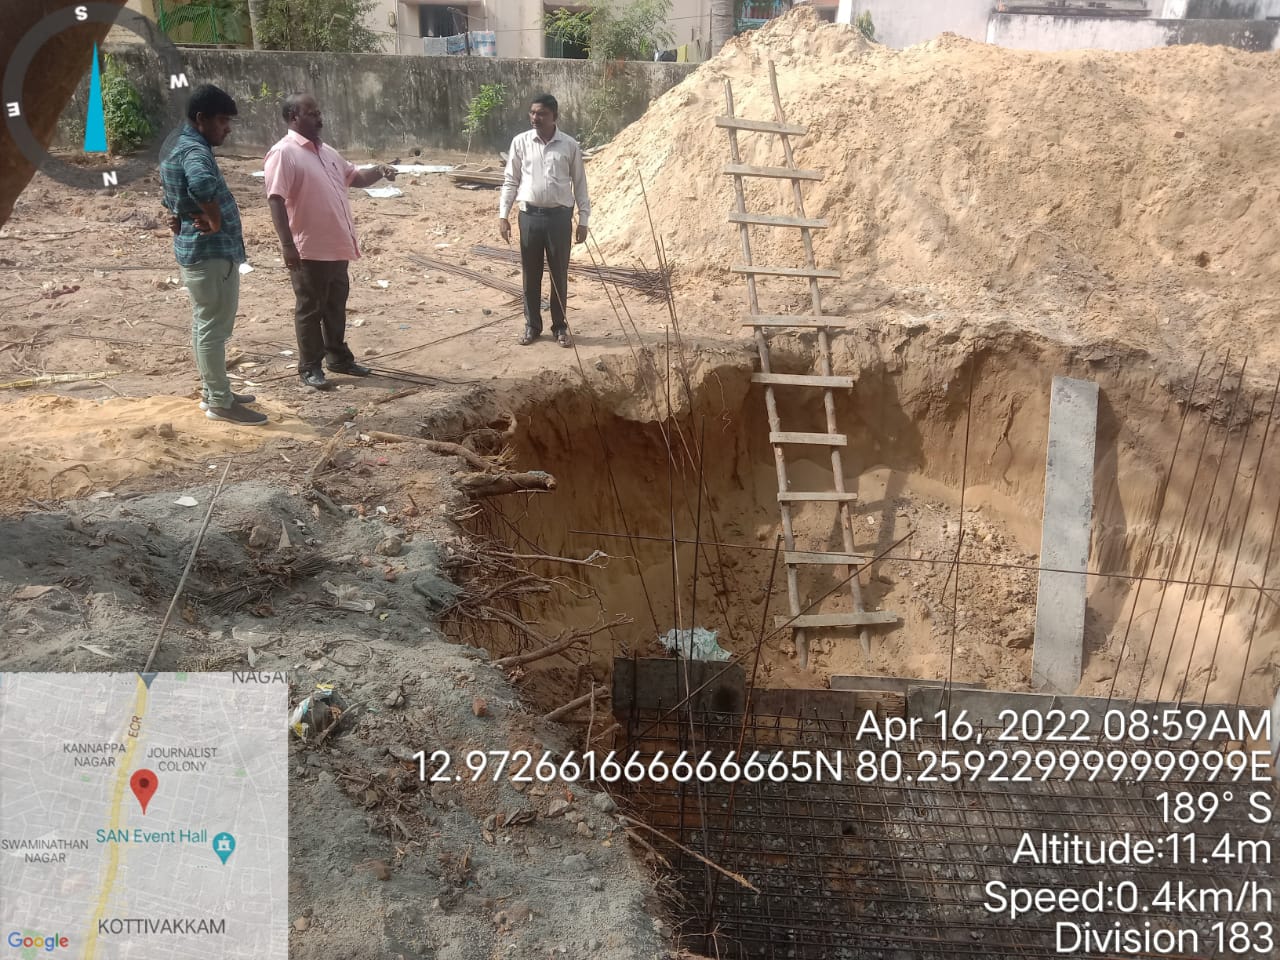 S
W
E
N
NAGAR
ECR
KANNAPPA
NAGAR
JOURNALIST
COLONY
SAN Event Hall
SWAMINATHAN
NAGAR
KOTTIVAKKAM
Google
Apr 16, 2022 08:59AM
12.972661666666665N 80.25922999999999E
189° S
Altitude:11.4m
Speed:0.4km/h
Division 183